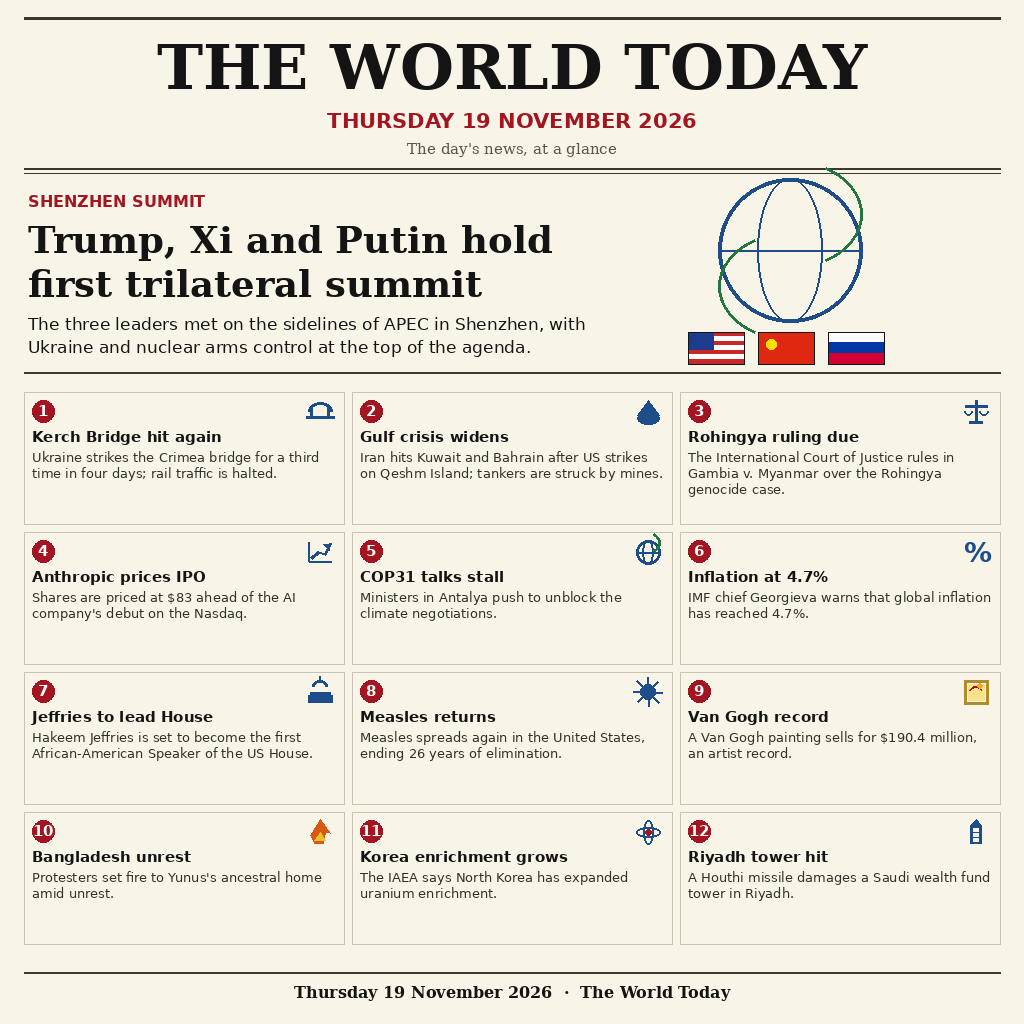 THE WORLD TODAY
THURSDAY 19 NOVEMBER 2026
The day's news, at a glance
SHENZHEN SUMMIT
Trump, Xi and Putin hold
first trilateral summit
The three leaders met on the sidelines of APEC in Shenzhen, with
Ukraine and nuclear arms control at the top of the agenda.
1
Kerch Bridge hit again
Ukraine strikes the Crimea bridge for a third
time in four days; rail traffic is halted.
2
Gulf crisis widens
Iran hits Kuwait and Bahrain after US strikes
on Qeshm Island; tankers are struck by mines.
3
Rohingya ruling due
The International Court of Justice rules in
Gambia v. Myanmar over the Rohingya
genocide case.
4
Anthropic prices IPO
Shares are priced at $83 ahead of the AI
company's debut on the Nasdaq.
5
COP31 talks stall
Ministers in Antalya push to unblock the
climate negotiations.
6
%
Inflation at 4.7%
IMF chief Georgieva warns that global inflation
has reached 4.7%.
7
Jeffries to lead House
Hakeem Jeffries is set to become the first
African-American Speaker of the US House.
8
Measles returns
Measles spreads again in the United States,
ending 26 years of elimination.
9
Van Gogh record
A Van Gogh painting sells for $190.4 million,
an artist record.
10
Bangladesh unrest
Protesters set fire to Yunus's ancestral home
amid unrest.
11
Korea enrichment grows
The IAEA says North Korea has expanded
uranium enrichment.
12
Riyadh tower hit
A Houthi missile damages a Saudi wealth fund
tower in Riyadh.
Thursday 19 November 2026 · The World Today